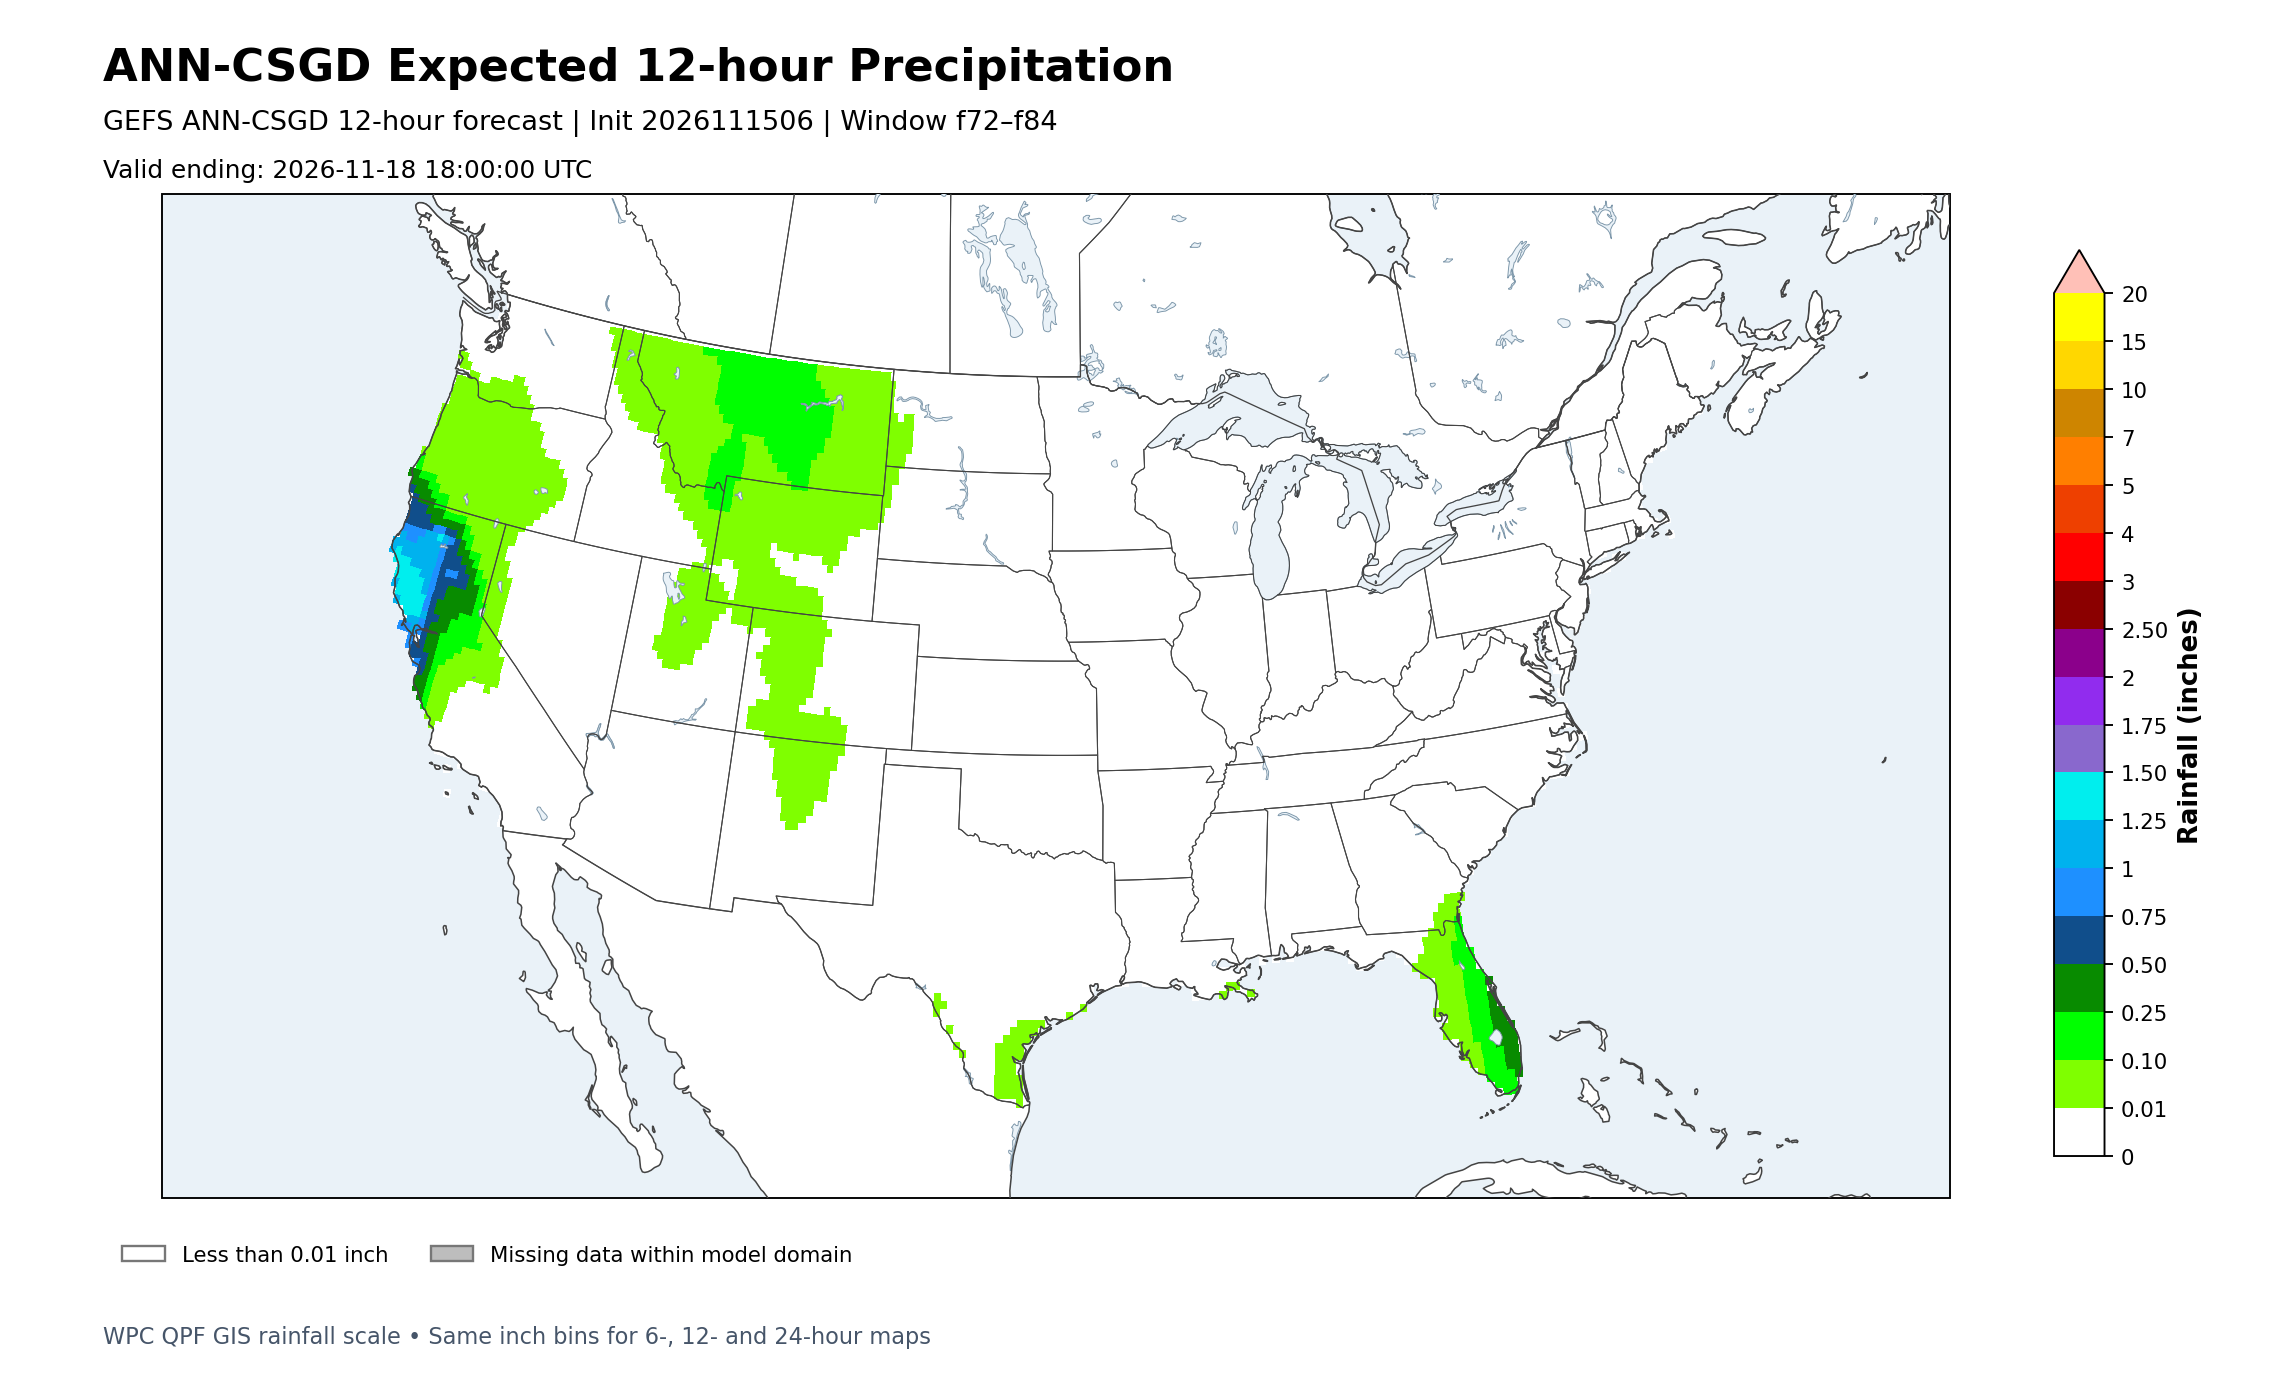 ANN-CSGD Expected 12-hour Precipitation
GEFS ANN-CSGD 12-hour forecast | Init 2026111506 | Window f72–f84
Valid ending: 2026-11-18 18:00:00 UTC
20
15
10
7
5
4
3
2.50
2
1.75
1.50
1.25
1
0.75
0.50
0.25
0.10
0.01
0
Rainfall (inches)
Less than 0.01 inch
Missing data within model domain
WPC QPF GIS rainfall scale • Same inch bins for 6-, 12- and 24-hour maps